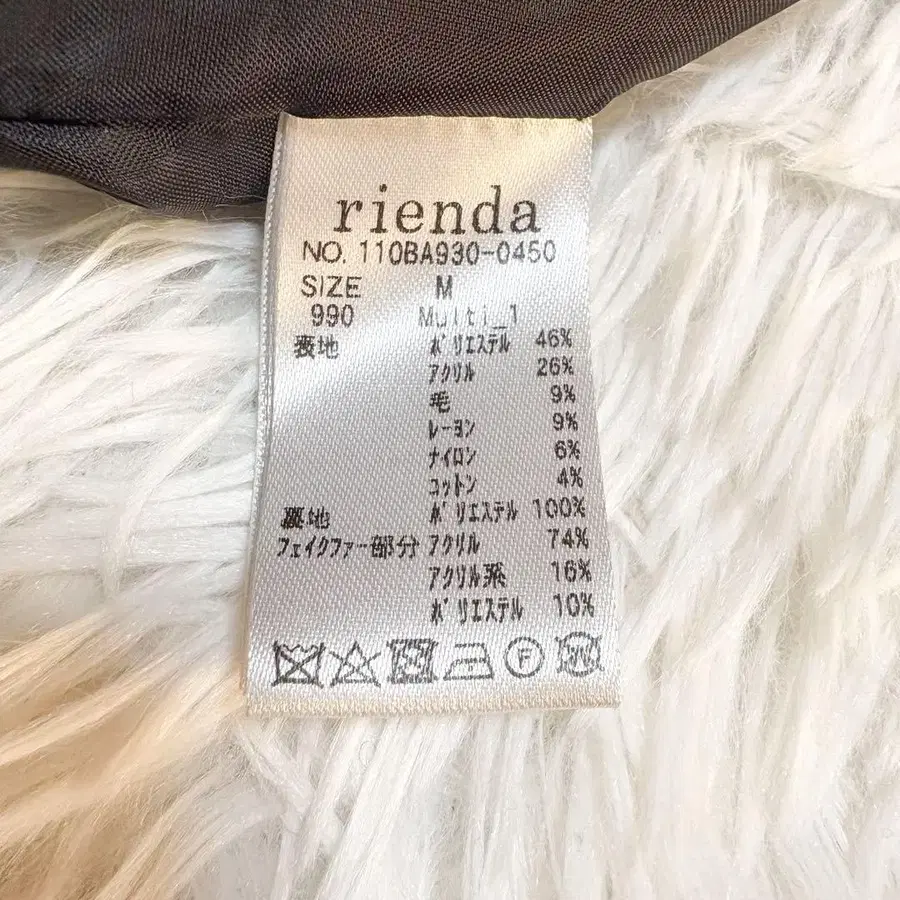 rienda
NO. 110BA930-0450
SIZE M
990 Multi_1
表地 ポリエステル 46%
アクリル 26%
毛 9%
レーヨン 9%
ナイロン 6%
コットン 4%
裏地 ポリエステル 100%
フェイクファー部分 アクリル 74%
アクリル系 16%
ポリエステル 10%
F W